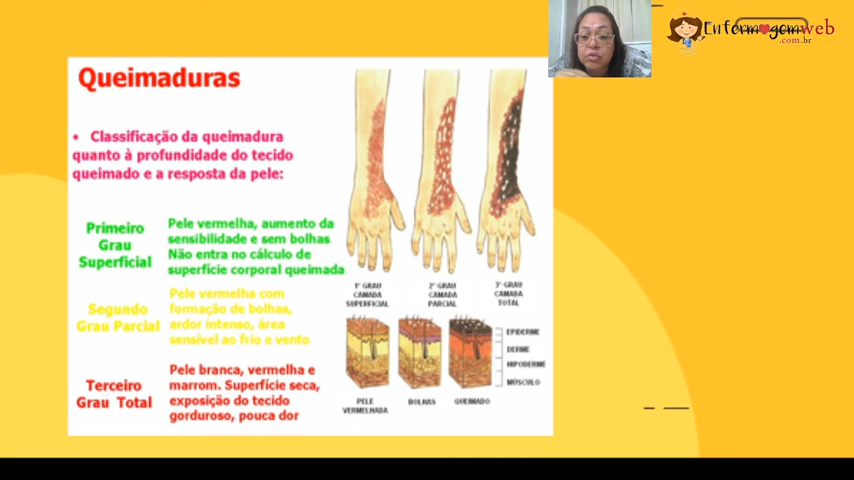 Enfermagemweb
.com.br
Queimaduras
• Classificação da queimadura
quanto à profundidade do tecido
queimado e a resposta da pele:
Primeiro
Grau
Superficial
Pele vermelha, aumento da
sensibilidade e sem bolhas
Não entra no cálculo de
superfície corporal queimada
Segundo
Grau Parcial
Pele vermelha com
formação de bolhas,
ardor intenso, área
sensível ao frio e vento
Terceiro
Grau Total
Pele branca, vermelha e
marrom. Superfície seca,
exposição do tecido
gorduroso, pouca dor
1º GRAU
CAMADA
SUPERFICIAL
2º GRAU
CAMADA
PARCIAL
3º GRAU
CAMADA
TOTAL
EPIDERME
DERME
HIPODERME
MÚSCULO
PELE
VERMELHADA
BOLHAS
QUEIMADO